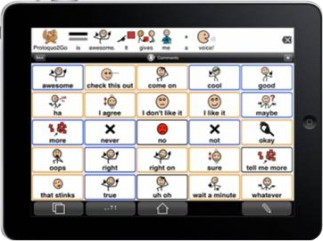 Proloquo2Go is awesome. It gives me a voice!
Comments
awesome check this out come on cool good
ha I agree I don't like it I like it maybe
more never no not okay
oops right right on sure tell me more
that stinks true uh oh wait a minute whatever